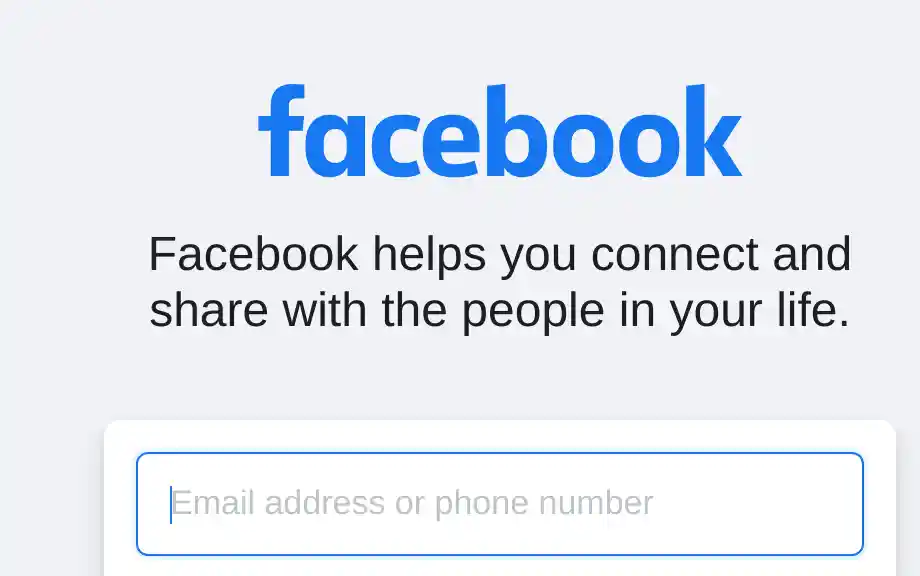 facebook
Facebook helps you connect and
share with the people in your life.
Email address or phone number